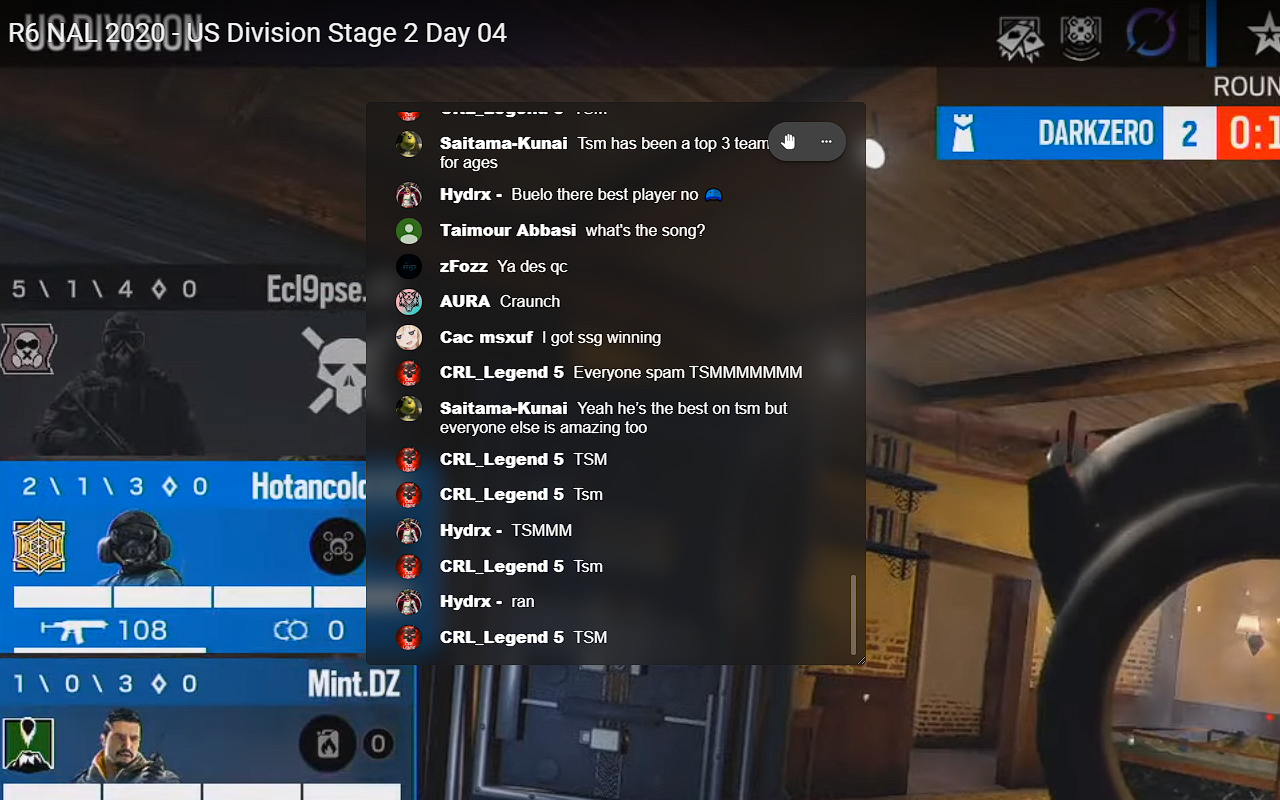 R6 NAL 2020 - US Division Stage 2 Day 04
US DIVISION
ROUN
DARKZERO 2 0:1
CRL_Legend 5 TSM
Saitama-Kunai Tsm has been a top 3 team
for ages
Hydrx - Buelo there best player no 🧢
Taimour Abbasi what's the song?
zFozz Ya des qc
AURA Craunch
Cac msxuf I got ssg winning
CRL_Legend 5 Everyone spam TSMMMMMMM
Saitama-Kunai Yeah he’s the best on tsm but
everyone else is amazing too
CRL_Legend 5 TSM
CRL_Legend 5 Tsm
Hydrx - TSMMM
CRL_Legend 5 Tsm
Hydrx - ran
CRL_Legend 5 TSM
5 \ 1 \ 4 ◊ 0 Ecl9pse.
2 \ 1 \ 3 ◊ 0 Hotancold
108 0
1 \ 0 \ 3 ◊ 0 Mint.DZ
0